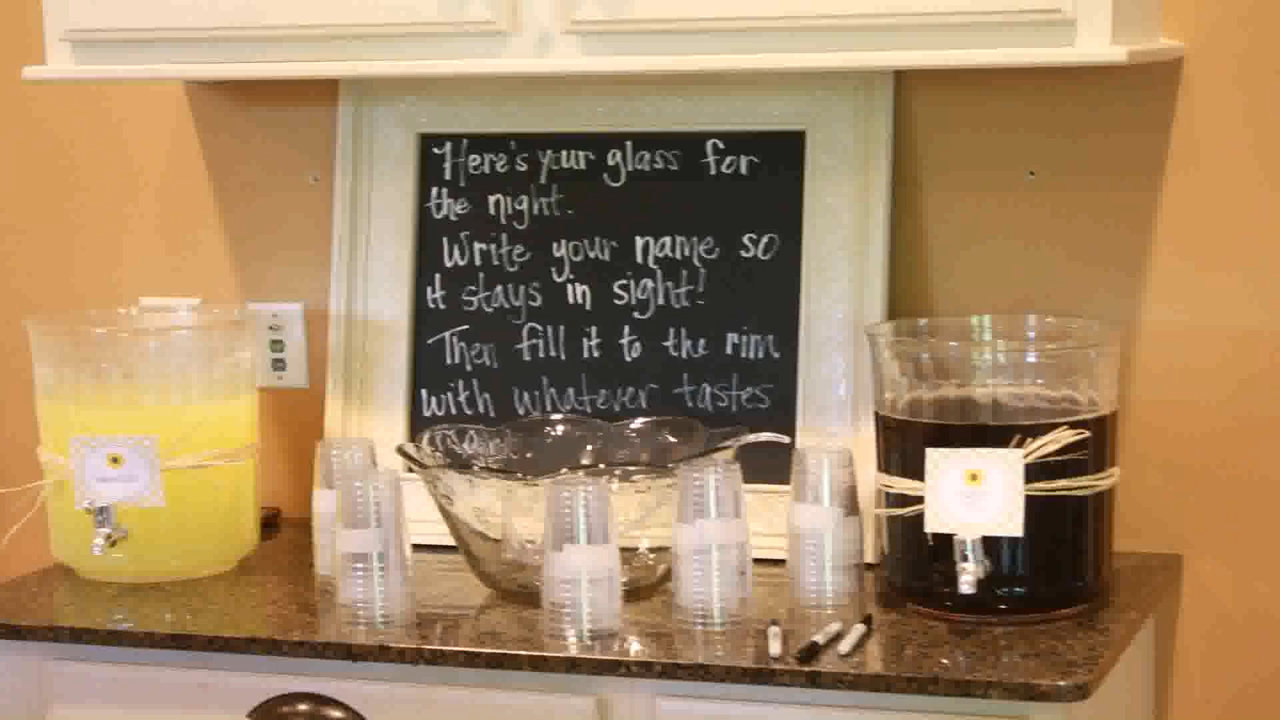 Here's your glass for
the night.
Write your name so
it stays in sight!
Then fill it to the rim
with whatever tastes